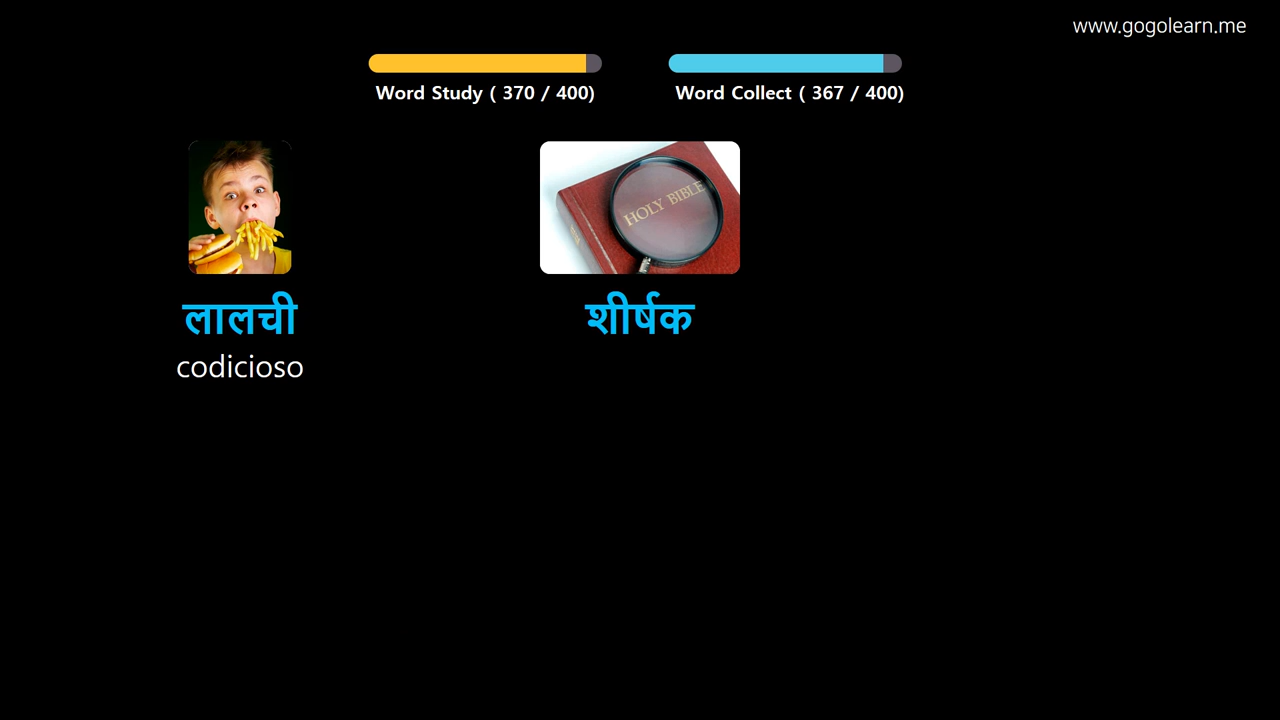 www.gogolearn.me
Word Study ( 370 / 400)
Word Collect ( 367 / 400)
HOLY BIBLE
लालची
शीर्षक
codicioso